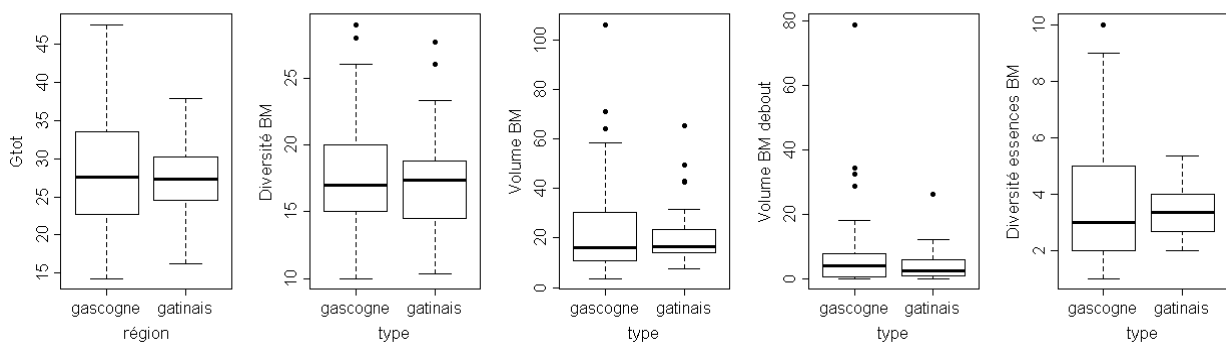 Gtot
45
40
35
30
25
20
15
gascogne gatinais
région
Diversité BM
25
20
15
10
gascogne gatinais
type
Volume BM
100
80
60
40
20
0
gascogne gatinais
type
Volume BM debout
80
60
40
20
0
gascogne gatinais
type
Diversité essences BM
10
8
6
4
2
gascogne gatinais
type